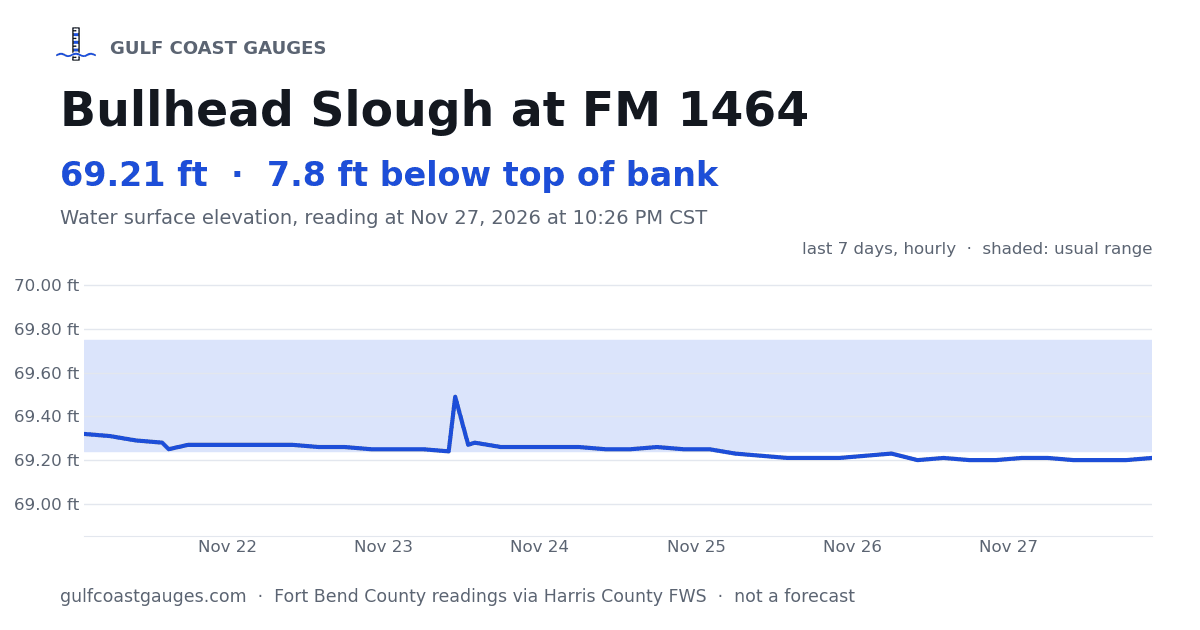 GULF COAST GAUGES
Bullhead Slough at FM 1464
69.21 ft · 7.8 ft below top of bank
Water surface elevation, reading at Nov 27, 2026 at 10:26 PM CST
last 7 days, hourly · shaded: usual range
70.00 ft
69.80 ft
69.60 ft
69.40 ft
69.20 ft
69.00 ft
Nov 22 Nov 23 Nov 24 Nov 25 Nov 26 Nov 27
gulfcoastgauges.com · Fort Bend County readings via Harris County FWS · not a forecast